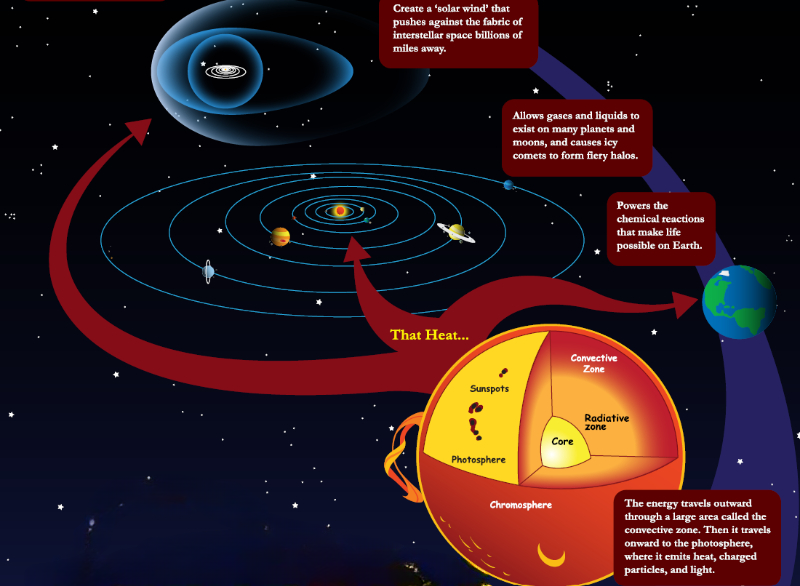 Create a ‘solar wind’ that
pushes against the fabric of
interstellar space billions of
miles away.
Allows gases and liquids to
exist on many planets and
moons, and causes icy
comets to form fiery halos.
Powers the
chemical reactions
that make life
possible on Earth.
That Heat...
Convective
Zone
Sunspots
Radiative
zone
Core
Photosphere
Chromosphere
The energy travels outward
through a large area called the
convective zone. Then it travels
onward to the photosphere,
where it emits heat, charged
particles, and light.